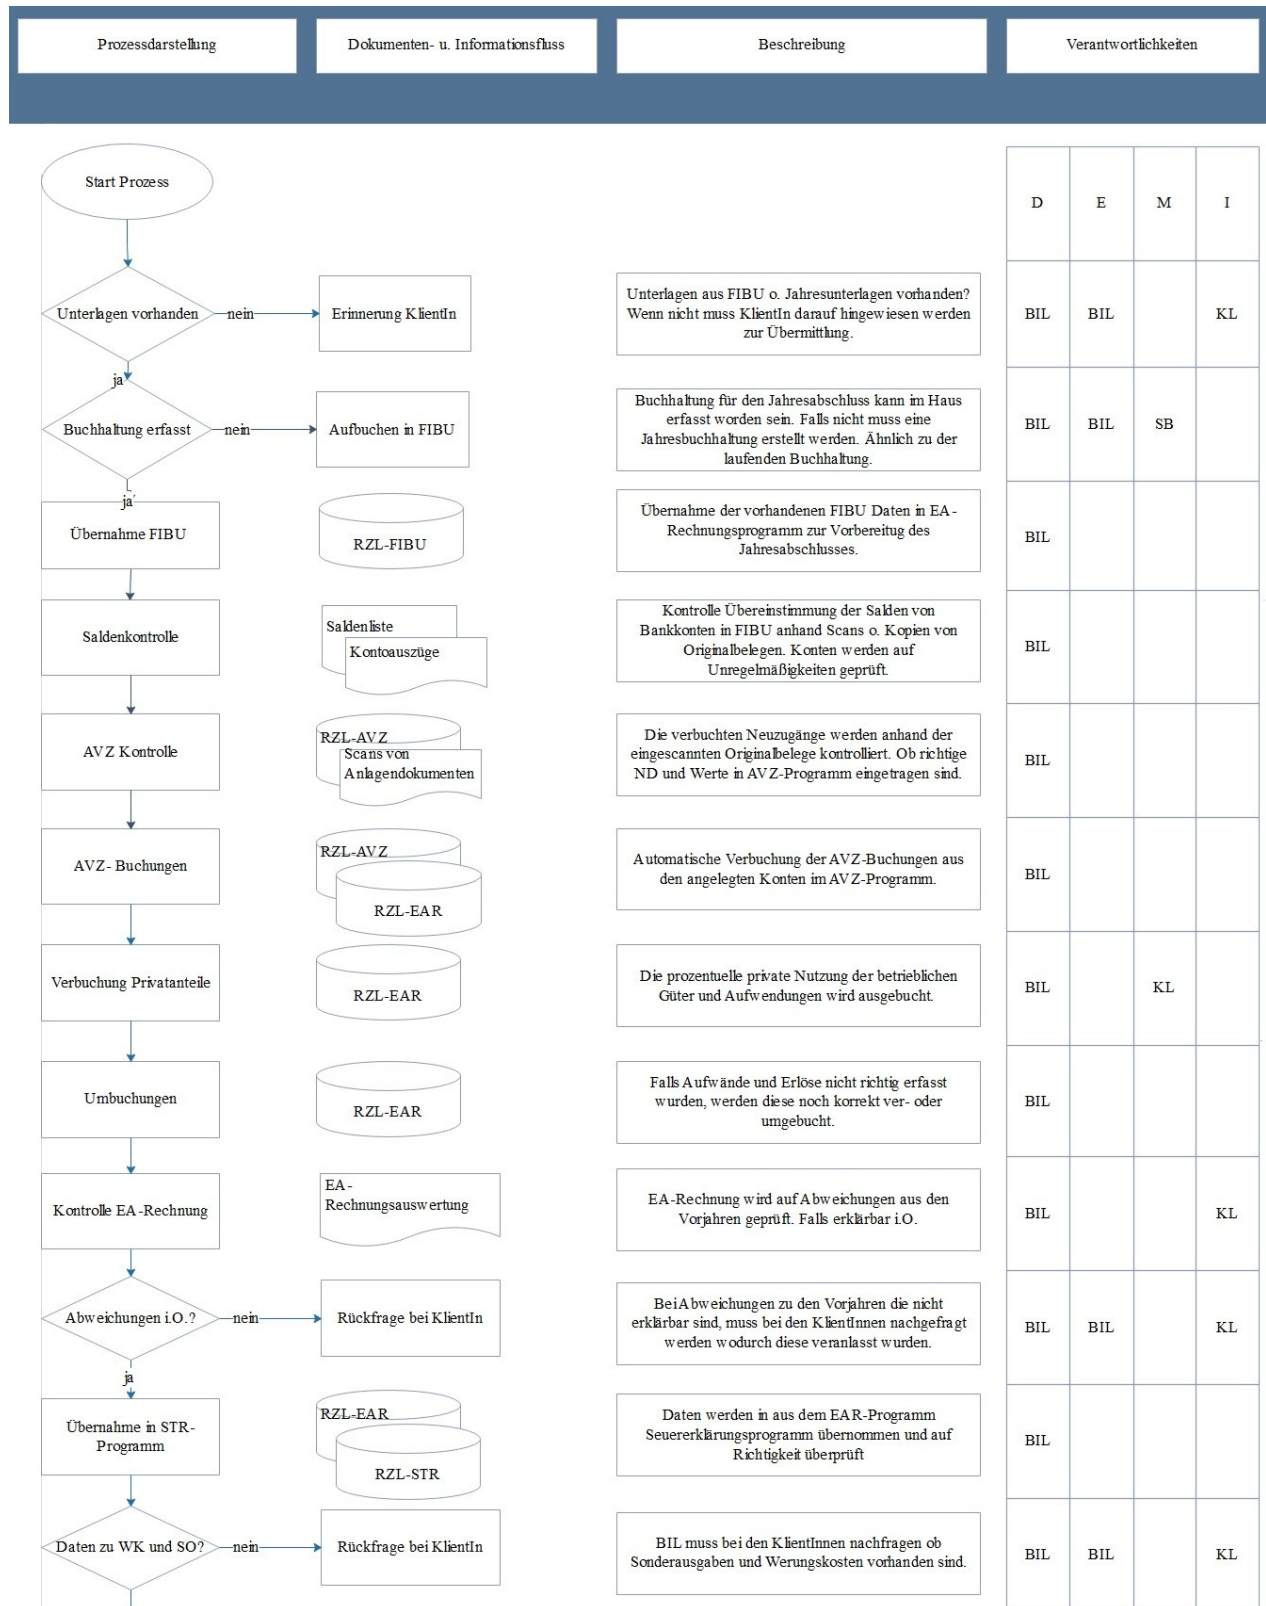 Prozessdarstellung
Dokumenten- u. Informationsfluss
Beschreibung
Verantwortlichkeiten
Start Prozess
D
E
M
I
Unterlagen vorhanden
nein
Erinnerung KlientIn
Unterlagen aus FIBU o. Jahresunterlagen vorhanden?
Wenn nicht muss KlientIn darauf hingewiesen werden
zur Übermittlung.
BIL
BIL
KL
ja
Buchhaltung erfasst
nein
Aufbuchen in FIBU
Buchhaltung für den Jahresabschluss kann im Haus
erfasst worden sein. Falls nicht muss eine
Jahresbuchhaltung erstellt werden. Ähnlich zu der
laufenden Buchhaltung.
BIL
BIL
SB
ja
Übernahme FIBU
RZL-FIBU
Übernahme der vorhandenen FIBU Daten in EA-
Rechnungsprogramm zur Vorbereitug des
Jahresabschlusses.
BIL
Saldenkontrolle
Saldenliste
Kontoauszüge
Kontrolle Übereinstimmung der Salden von
Bankkonten in FIBU anhand Scans o. Kopien von
Originalbelegen. Konten werden auf
Unregelmäßigkeiten geprüft.
BIL
AVZ Kontrolle
RZL-AVZ
Scans von
Anlagendokumenten
Die verbuchten Neuzugänge werden anhand der
eingescannten Originalbelege kontrolliert. Ob richtige
ND und Werte in AVZ-Programm eingetragen sind.
BIL
AVZ- Buchungen
RZL-AVZ
RZL-EAR
Automatische Verbuchung der AVZ-Buchungen aus
den angelegten Konten im AVZ-Programm.
BIL
Verbuchung Privatanteile
RZL-EAR
Die prozentuelle private Nutzung der betrieblichen
Güter und Aufwendungen wird ausgebucht.
BIL
KL
Umbuchungen
RZL-EAR
Falls Aufwände und Erlöse nicht richtig erfasst
wurden, werden diese noch korrekt ver- oder
umgebucht.
BIL
Kontrolle EA-Rechnung
EA-
Rechnungsauswertung
EA-Rechnung wird auf Abweichungen aus den
Vorjahren geprüft. Falls erklärbar i.O.
BIL
KL
Abweichungen i.O.?
nein
Rückfrage bei KlientIn
Bei Abweichungen zu den Vorjahren die nicht
erklärbar sind, muss bei den KlientInnen nachgefragt
werden wodurch diese veranlasst wurden.
BIL
BIL
KL
ja
Übernahme in STR-
Programm
RZL-EAR
RZL-STR
Daten werden in aus dem EAR-Programm
Seuererklärungsprogramm übernommen und auf
Richtigkeit überprüft
BIL
Daten zu WK und SO?
nein
Rückfrage bei KlientIn
BIL muss bei den KlientInnen nachfragen ob
Sonderausgaben und Werungskosten vorhanden sind.
BIL
BIL
KL